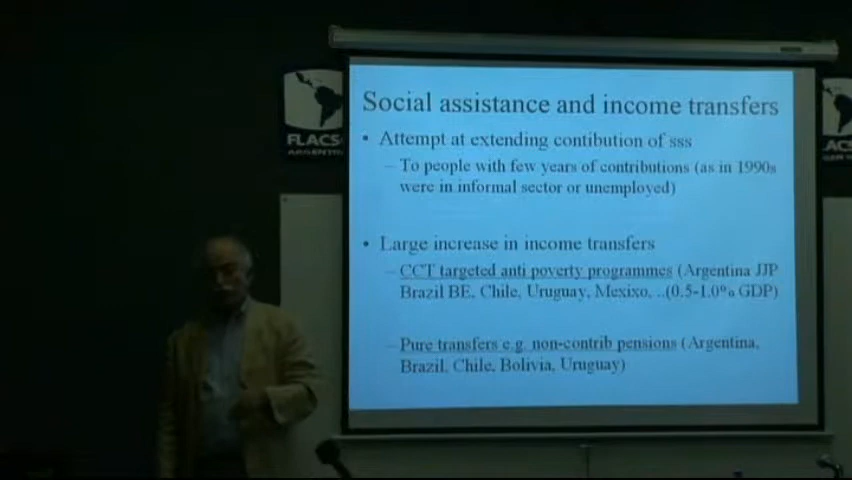 Social assistance and income transfers
• Attempt at extending contibution of sss
– To people with few years of contributions (as in 1990s
were in informal sector or unemployed)
• Large increase in income transfers
– CCT targeted anti poverty programmes (Argentina JJP
Brazil BE, Chile, Uruguay, Mexixo, ..(0.5-1.0% GDP)
– Pure transfers e.g. non-contrib pensions (Argentina,
Brazil, Chile, Bolivia, Uruguay)
FLACS
ARGENTIN